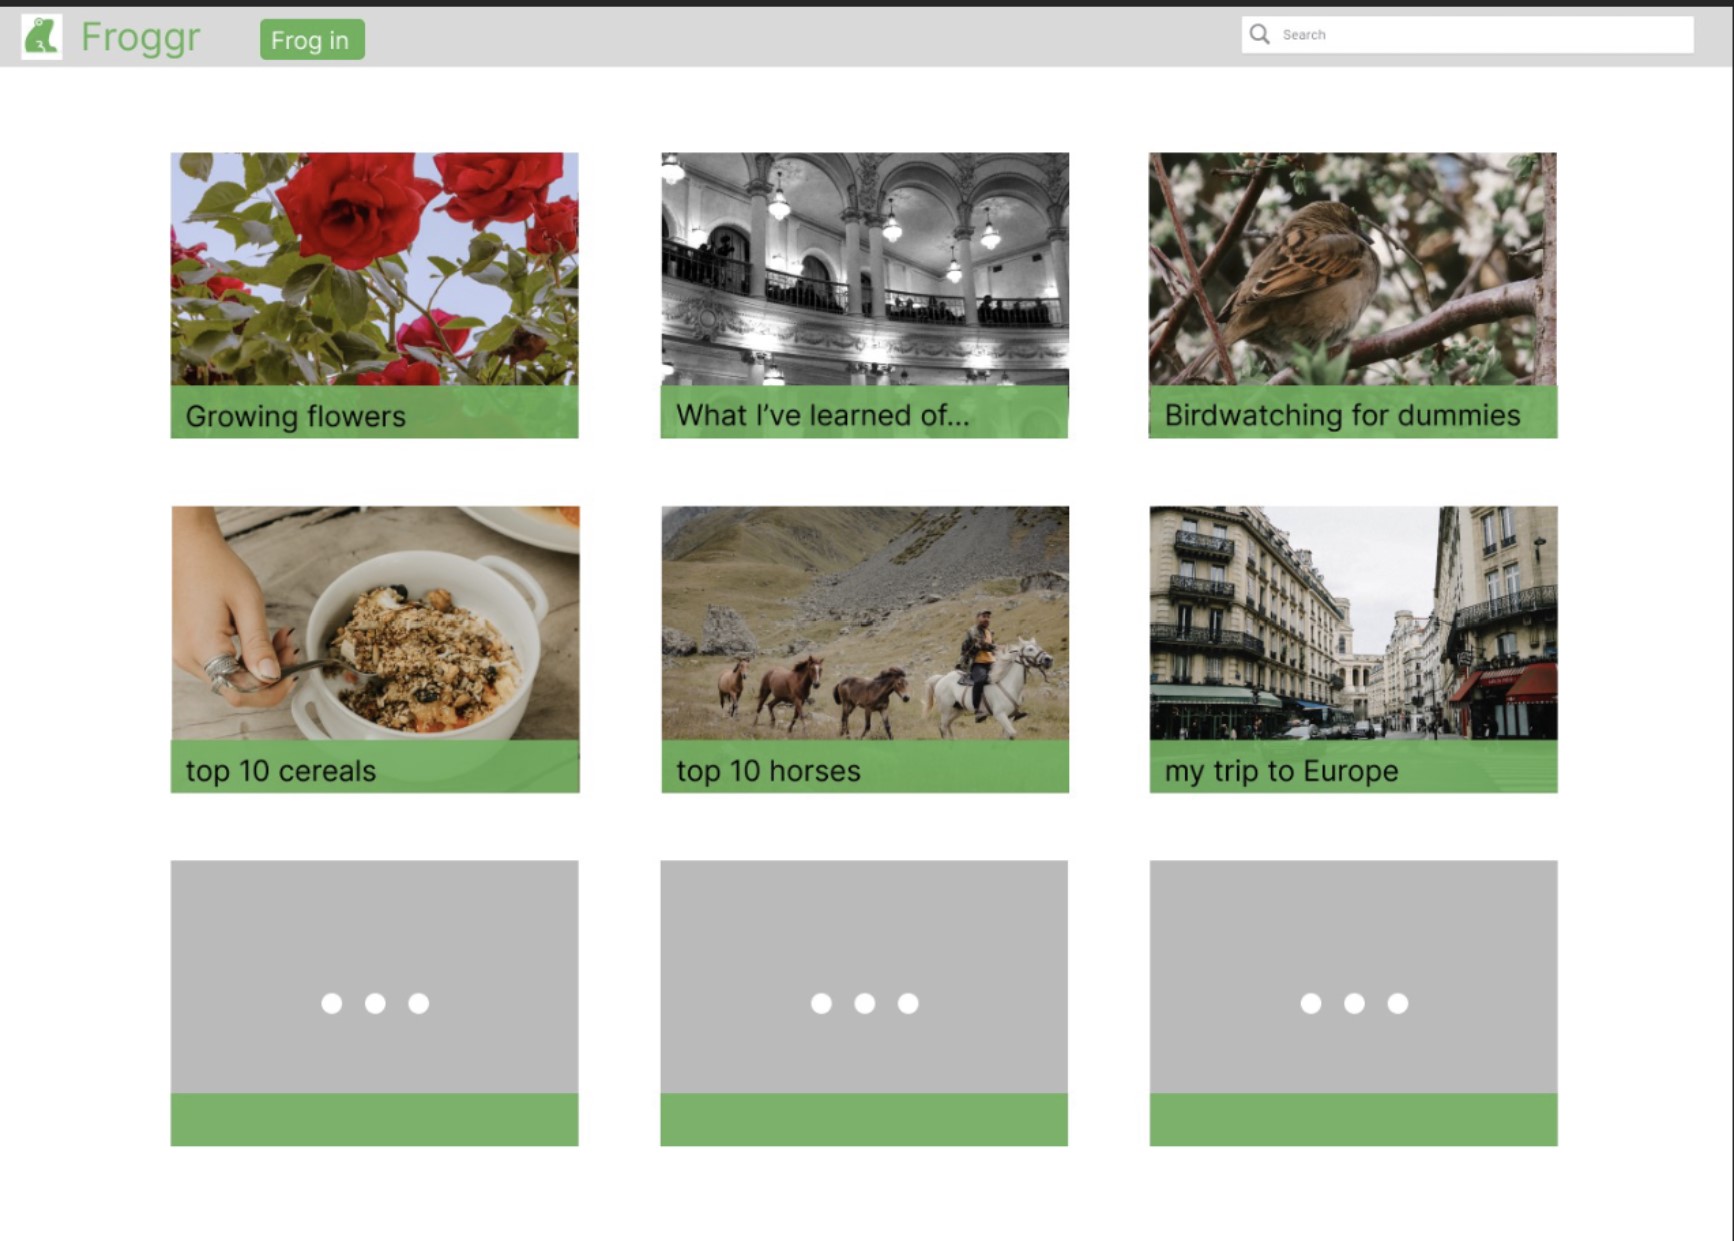 Froggr
Frog in
Search
Growing flowers
What I’ve learned of...
Birdwatching for dummies
top 10 cereals
top 10 horses
my trip to Europe